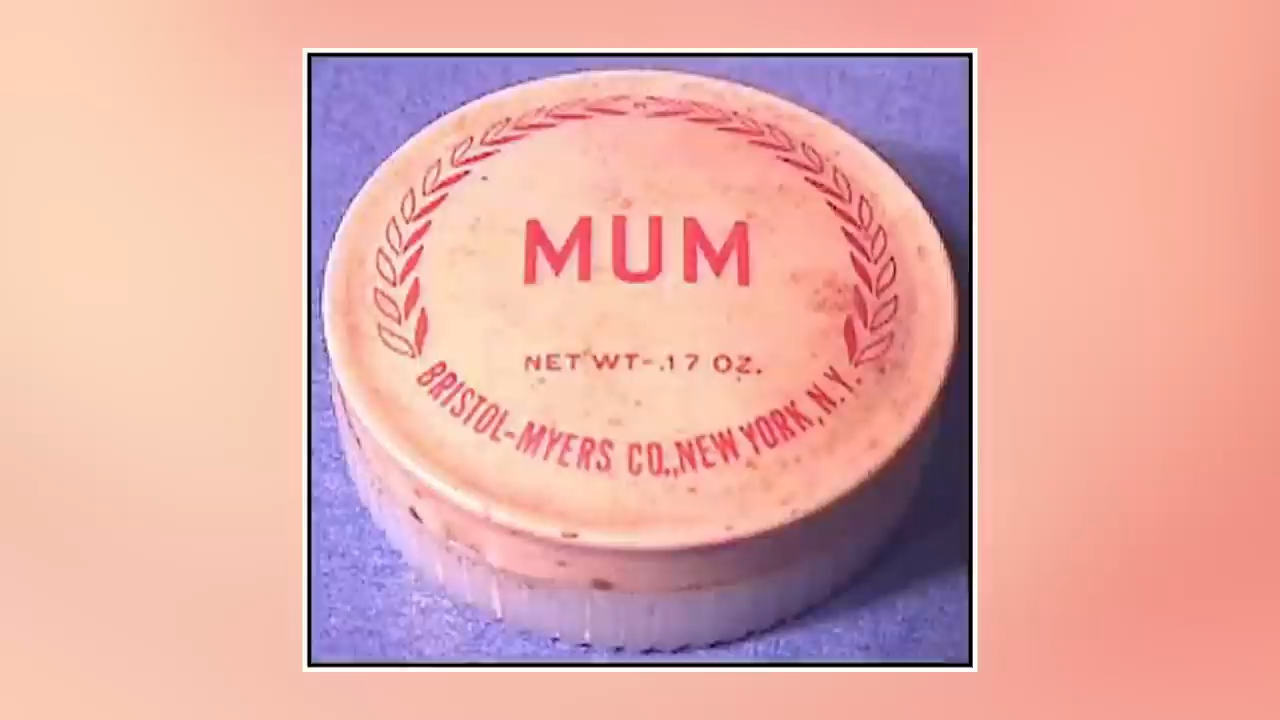 MUM
NET WT-.17 OZ.
BRISTOL-MYERS CO., NEW YORK, N.Y.